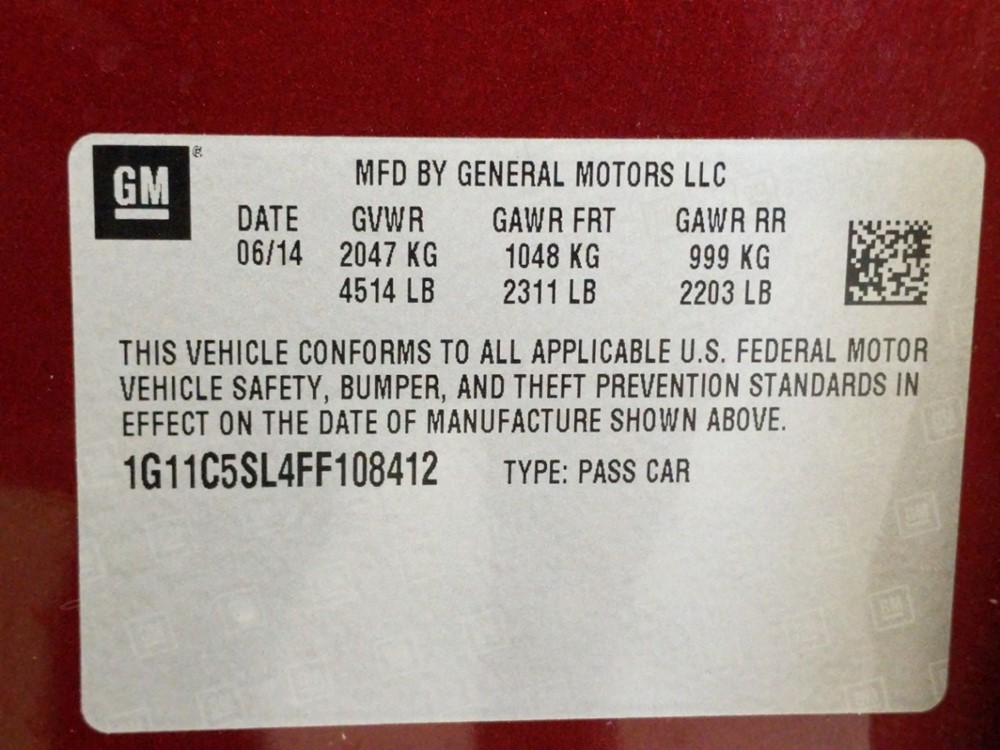 GM®
MFD BY GENERAL MOTORS LLC
DATE GVWR GAWR FRT GAWR RR
06/14 2047 KG 1048 KG 999 KG
4514 LB 2311 LB 2203 LB
THIS VEHICLE CONFORMS TO ALL APPLICABLE U.S. FEDERAL MOTOR
VEHICLE SAFETY, BUMPER, AND THEFT PREVENTION STANDARDS IN
EFFECT ON THE DATE OF MANUFACTURE SHOWN ABOVE.
1G11C5SL4FF108412 TYPE: PASS CAR